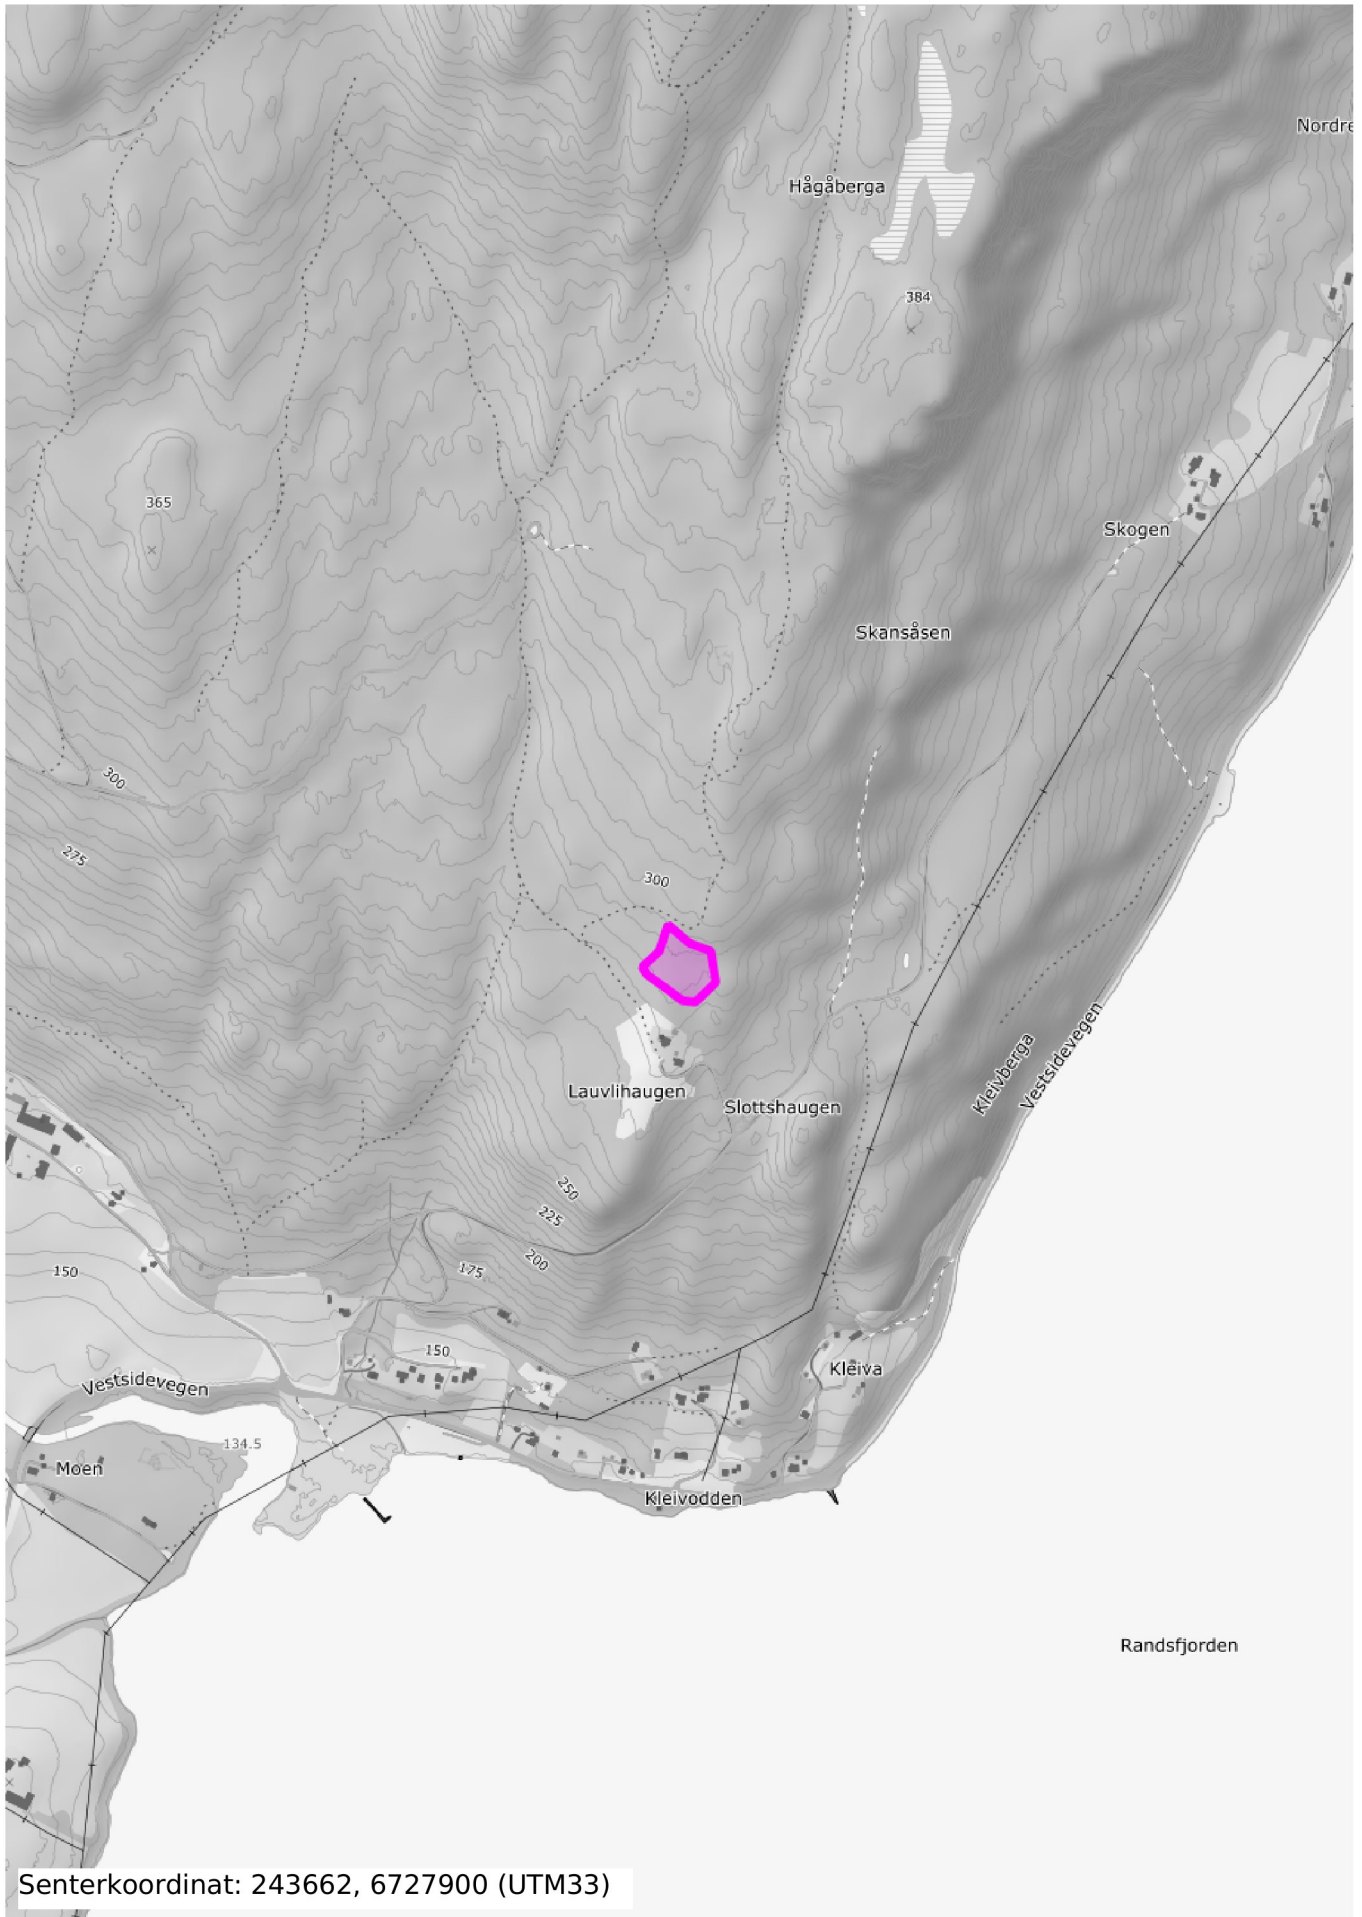 Nordre
Hågåberga
384
365
Skogen
Skansåsen
300
275
300
Kleivberga
Vestsidevegen
Lauvlihaugen
Slottshaugen
250
225
200
175
150
150
Kleiva
Vestsidevegen
134.5
Moen
Kleivodden
Randsfjorden
Senterkoordinat: 243662, 6727900 (UTM33)